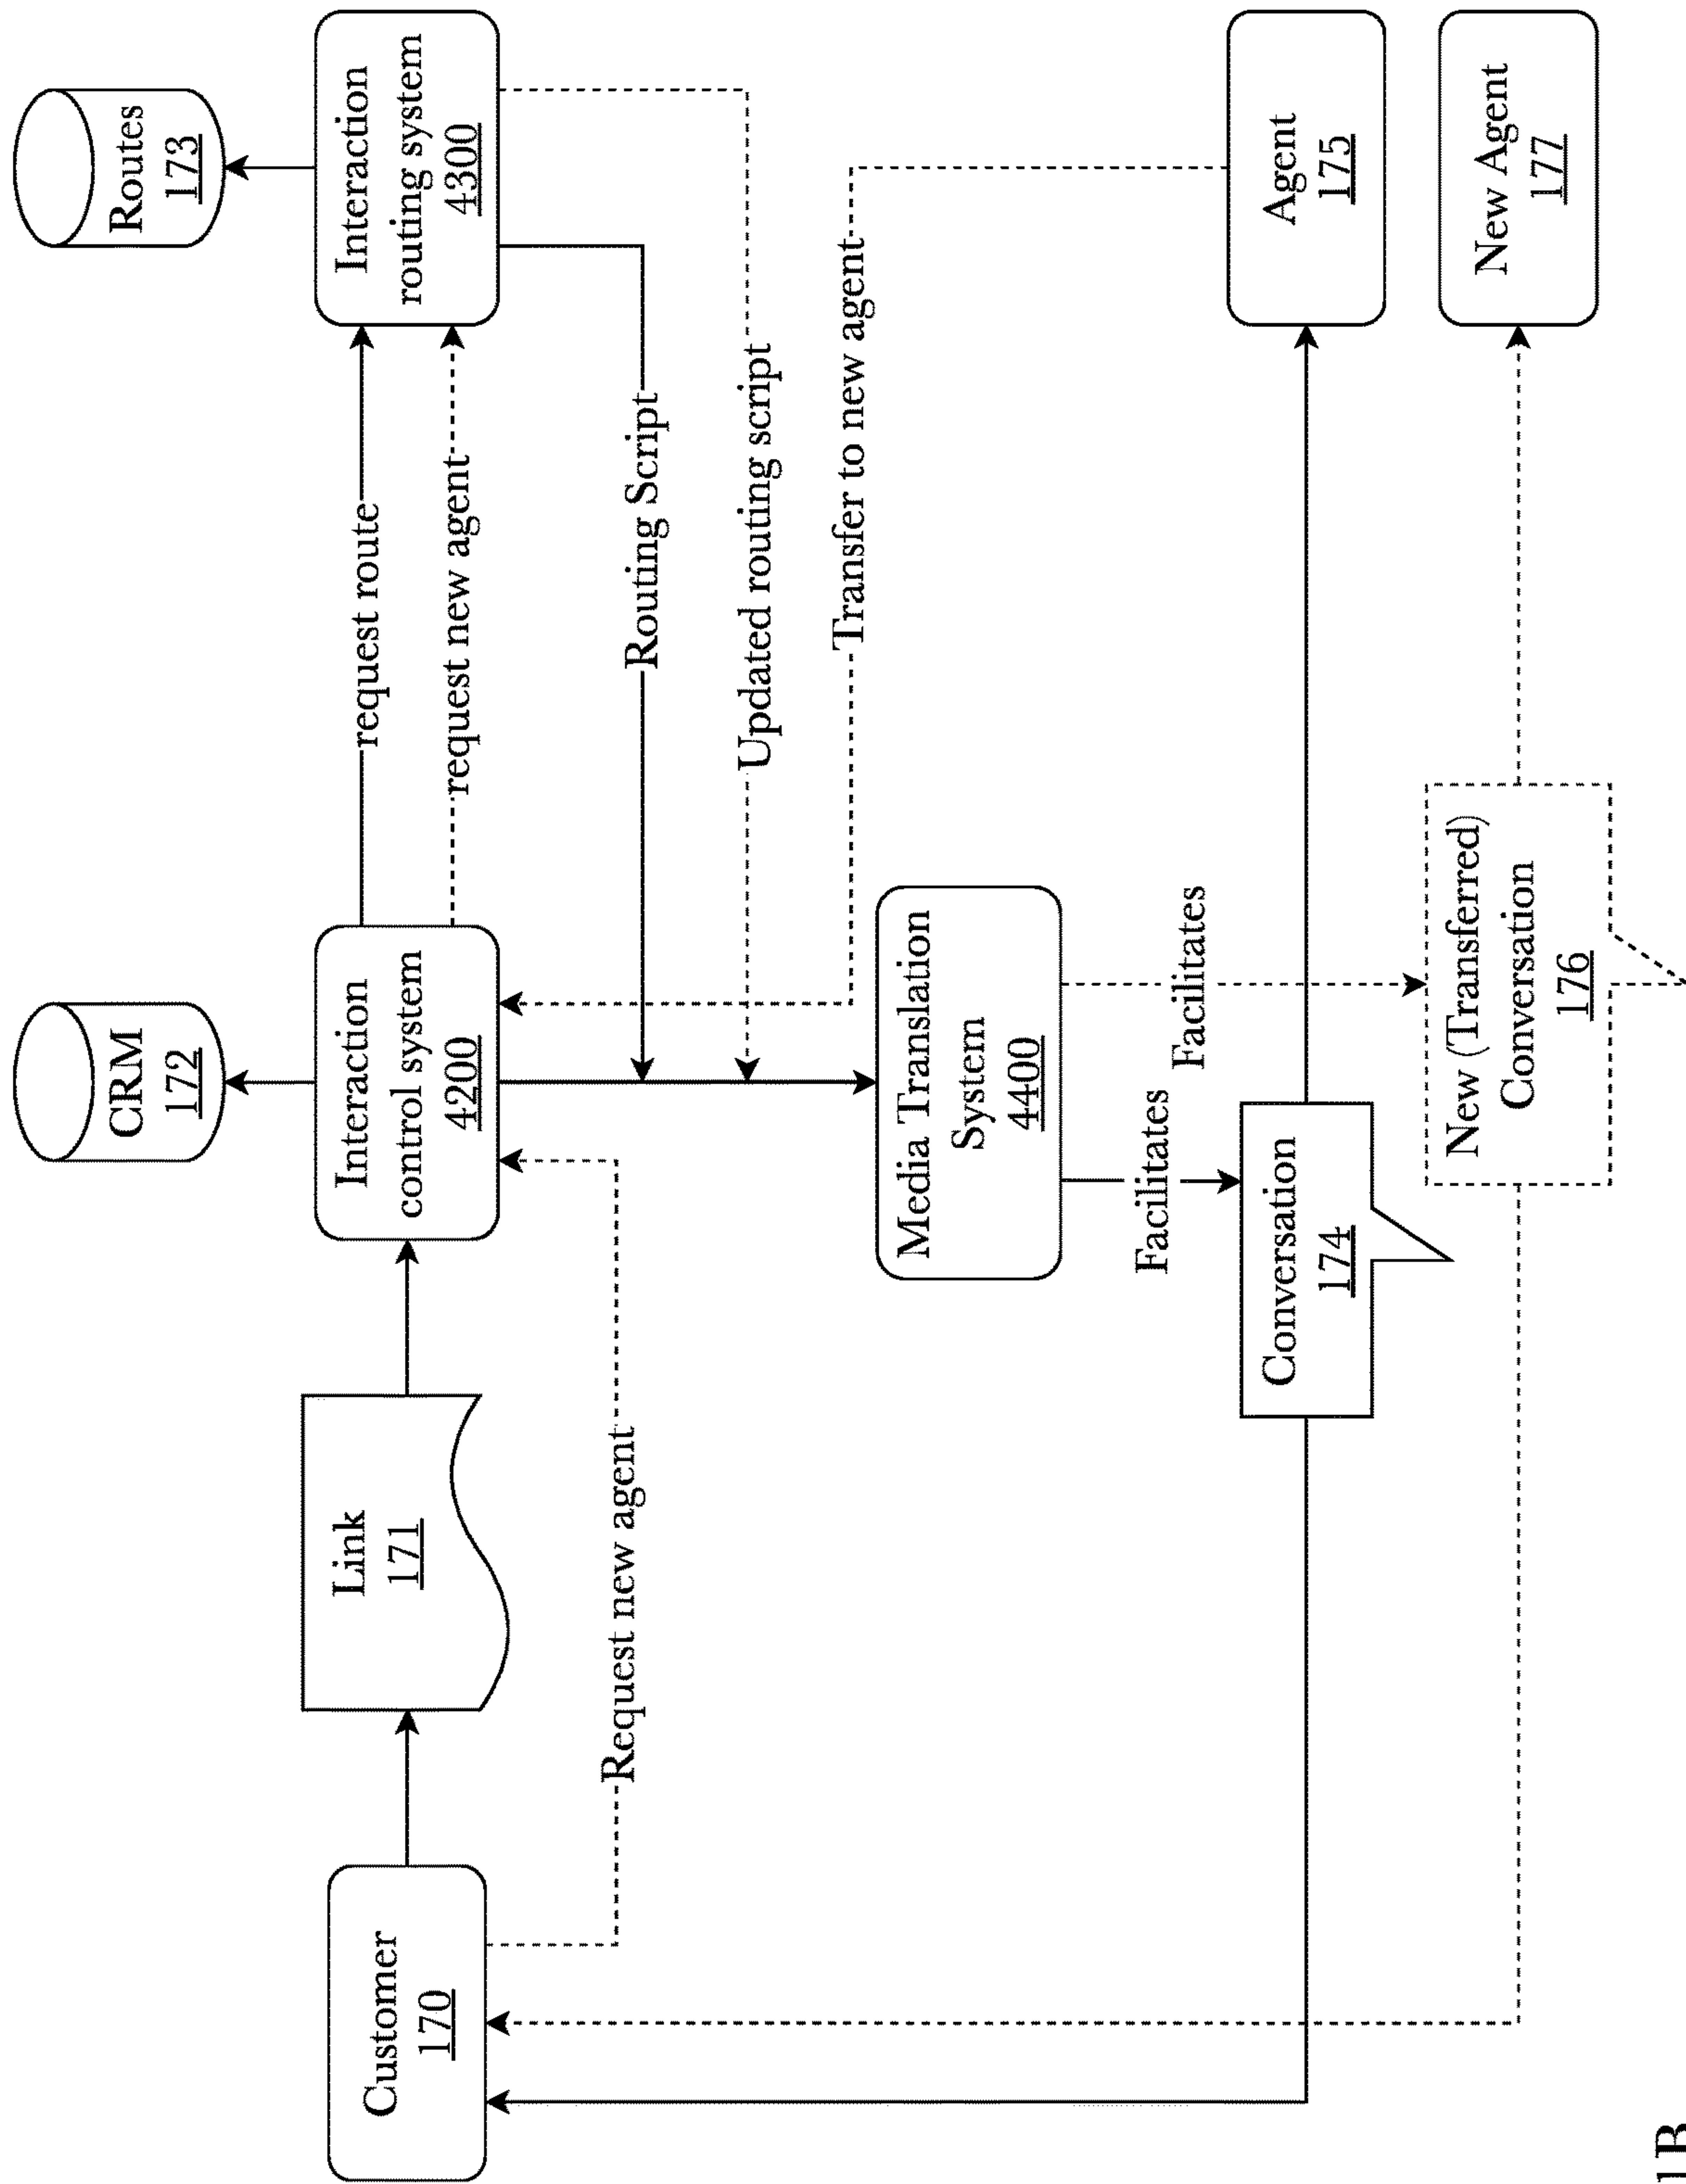 CRM
172
Routes
173
Customer
170
Link
171
Interaction
control system
4200
request route
request new agent
Interaction
routing system
4300
Request new agent
Routing Script
Updated routing script
Transfer to new agent
Media Translation
System
4400
Facilitates
Facilitates
Conversation
174
Agent
175
New (Transferred)
Conversation
176
New Agent
177
1B